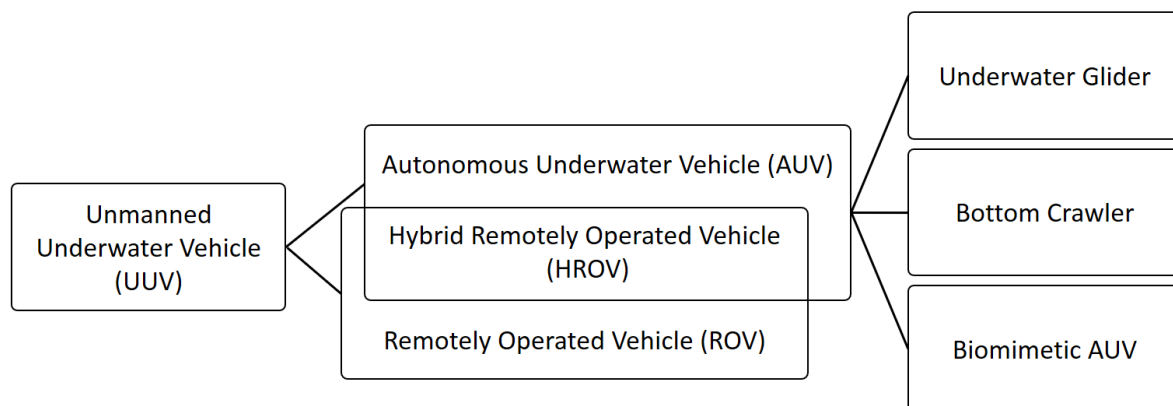 Unmanned
Underwater Vehicle
(UUV)
Autonomous Underwater Vehicle (AUV)
Hybrid Remotely Operated Vehicle
(HROV)
Remotely Operated Vehicle (ROV)
Underwater Glider
Bottom Crawler
Biomimetic AUV